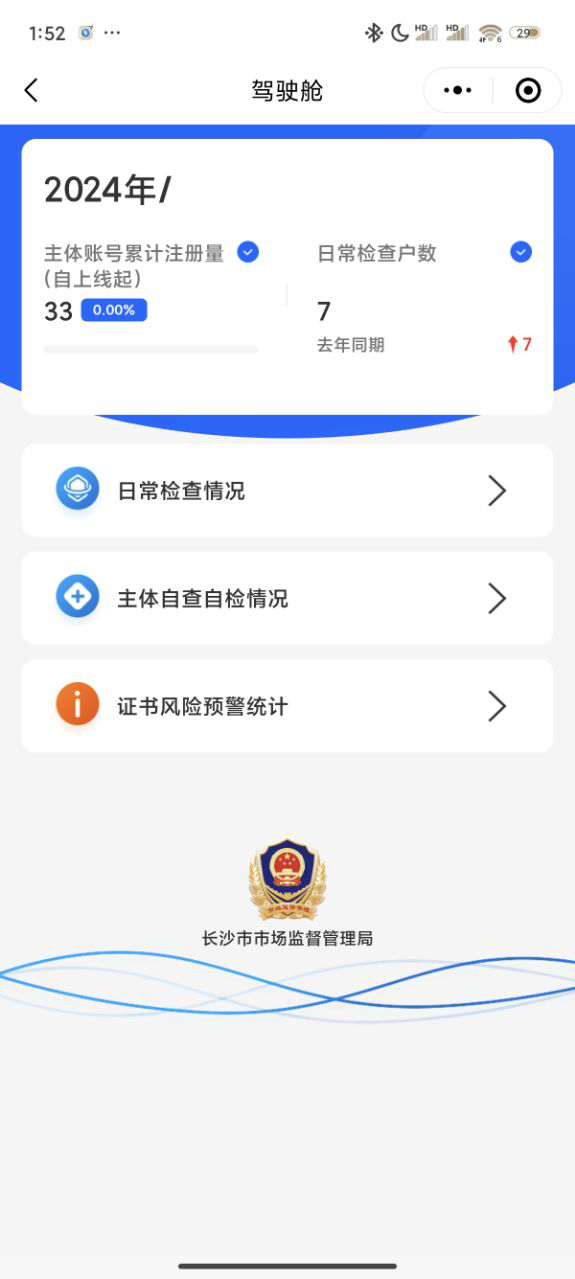 1:52
HD
HD
6
29
驾驶舱
2024年/
主体账号累计注册量
(自上线起)
33 0.00%
日常检查户数
7
去年同期 7
日常检查情况
主体自查自检情况
证书风险预警统计
市场监督管理
长沙市市场监督管理局